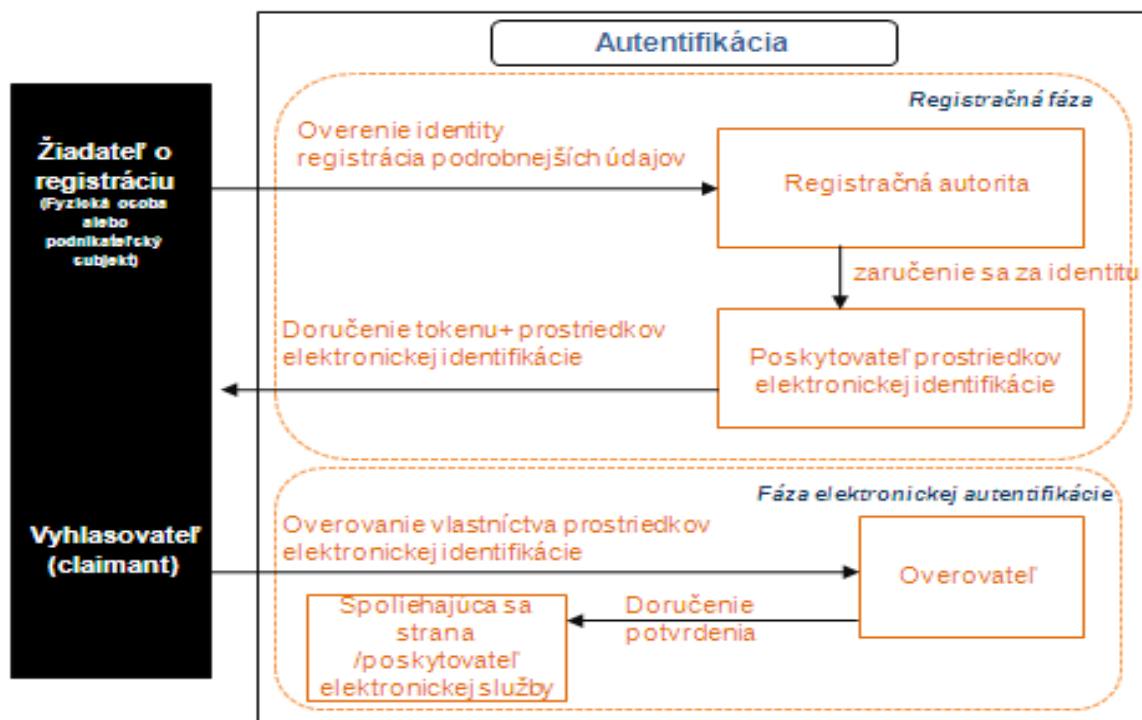 Autentifikácia
Registračná fáza
Žiadateľ o
registráciu
(Fyzická osoba
alebo
podnikateľský
subjekt)
Overenie identity
registrácia podrobnejších údajov
Registračná autorita
zaručenie sa za identitu
Doručenie tokenu+ prostriedkov
elektronickej identifikácie
Poskytovateľ prostriedkov
elektronickej identifikácie
Fáza elektronickej autentifikácie
Vyhlasovateľ
(claimant)
Overovanie vlastníctva prostriedkov
elektronickej identifikácie
Overovateľ
Doručenie
potvrdenia
Spoliehajúca sa
strana
/poskytovateľ
elektronickej služby